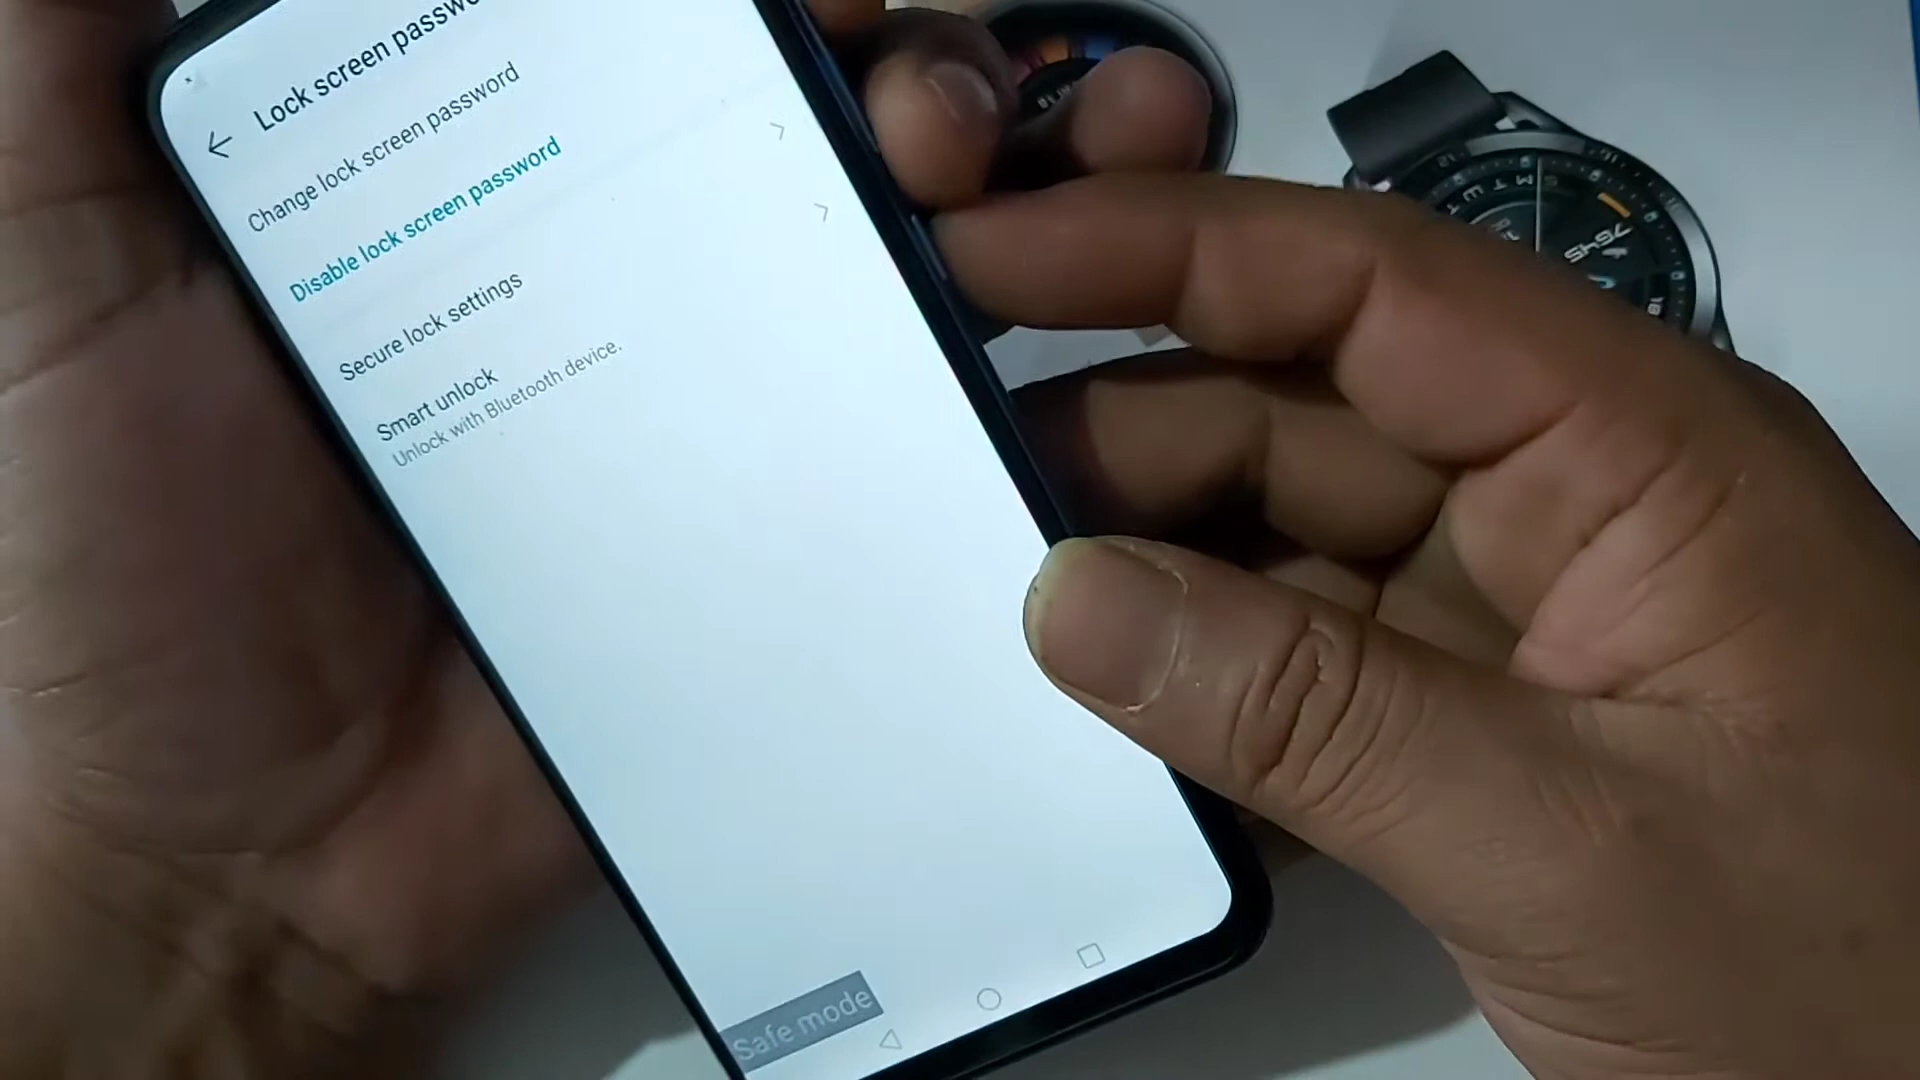 Lock screen passwo
Change lock screen password
Disable lock screen password
Secure lock settings
Smart unlock
Unlock with Bluetooth device.
Safe mode